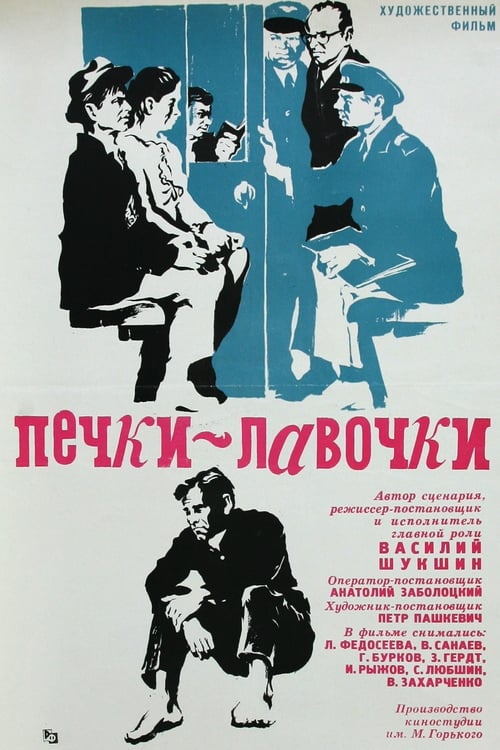 ХУДОЖЕСТВЕННЫЙ
ФИЛЬМ
ПЕЧКИ~ЛАВОЧКИ
Автор сценария,
режиссер-постановщик
и исполнитель
главной роли
ВАСИЛИЙ
ШУКШИН
Оператор-постановщик
АНАТОЛИЙ ЗАБОЛОЦКИЙ
Художник-постановщик
ПЕТР ПАШКЕВИЧ
В фильме снимались:
Л. ФЕДОСЕЕВА, В. САНАЕВ,
Г. БУРКОВ, З. ГЕРДТ,
И. РЫЖОВ, С. ЛЮБШИН,
В. ЗАХАРЧЕНКО
Производство
киностудии
им. М. Горького
РФ